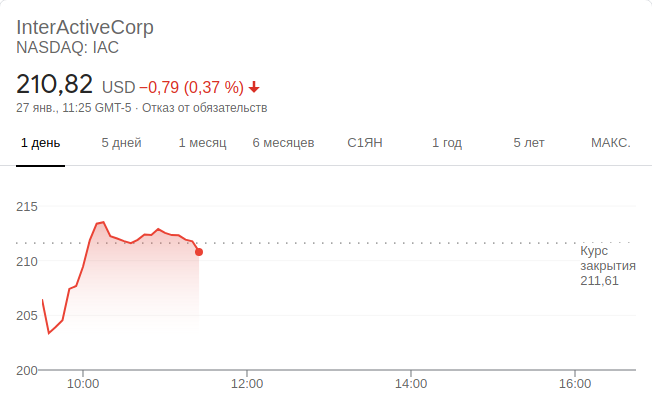 InterActiveCorp
NASDAQ: IAC
210,82 USD −0,79 (0,37 %)
27 янв., 11:25 GMT-5 · Отказ от обязательств
1 день 5 дней 1 месяц 6 месяцев С1ЯН 1 год 5 лет МАКС.
215
210
205
200
Курс
закрытия
211,61
10:00 12:00 14:00 16:00